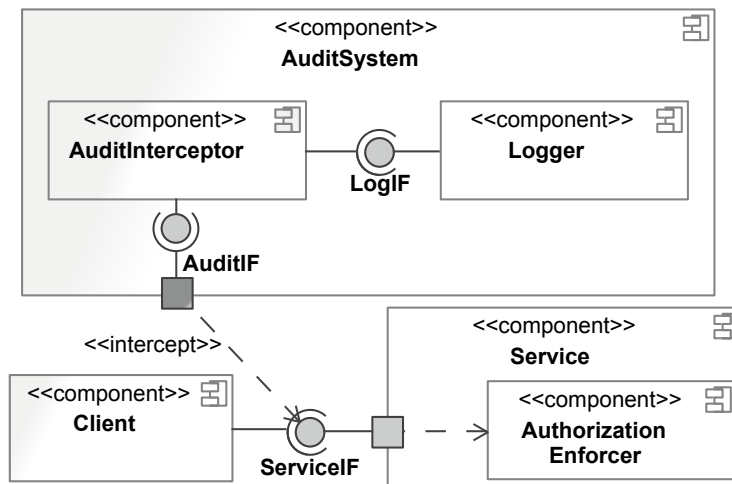 <<component>>
AuditSystem
<<component>>
AuditInterceptor
<<component>>
Logger
LogIF
AuditIF
<<intercept>>
<<component>>
Service
<<component>>
Client
<<component>>
Authorization
Enforcer
ServiceIF